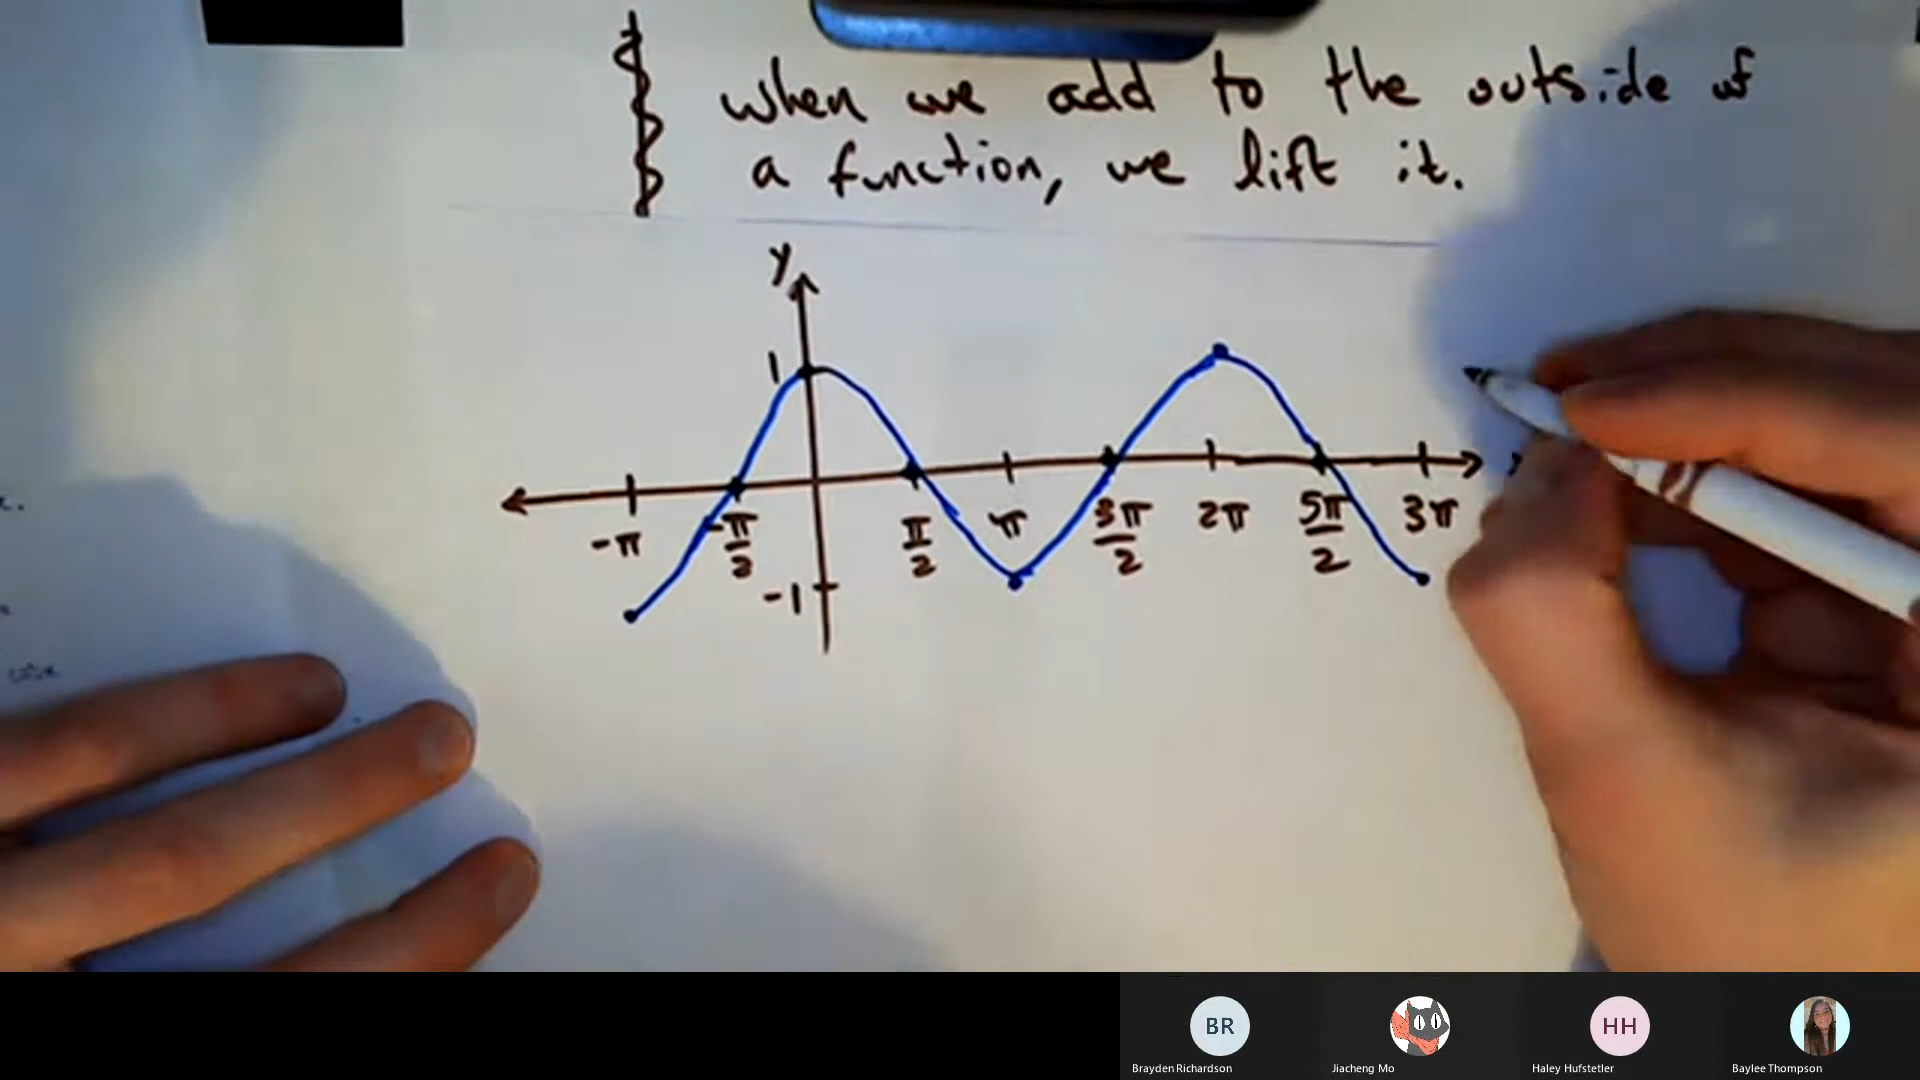 when we add to the outside of
a function, we lift it.
y
1
-π -π/2 π/2 π 3π/2 2π 5π/2 3π
-1
BR HH
Brayden Richardson Jiacheng Mo Haley Hufstetler Baylee Thompson